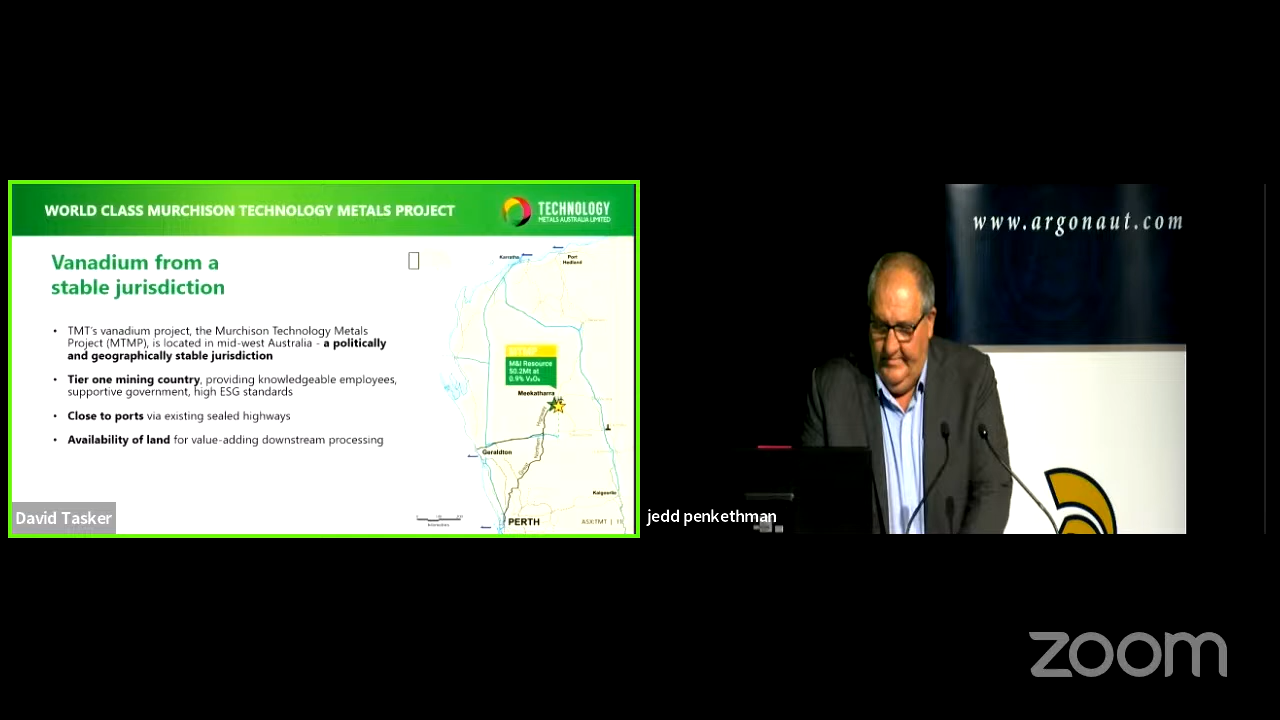 WORLD CLASS MURCHISON TECHNOLOGY METALS PROJECT
TECHNOLOGY
METALS AUSTRALIA LIMITED
Vanadium from a
stable jurisdiction
• TMT's vanadium project, the Murchison Technology Metals
Project (MTMP), is located in mid-west Australia - a politically
and geographically stable jurisdiction
• Tier one mining country, providing knowledgeable employees,
supportive government, high ESG standards
• Close to ports via existing sealed highways
• Availability of land for value-adding downstream processing
Karratha
Port
Hedland
MTMP
M&I Resource
50.2Mt at
0.9% V₂O₅
Meekatharra
Geraldton
Kalgoorlie
PERTH
ASX:TMT |
David Tasker
www.argonaut.com
jedd penkethman
zoom